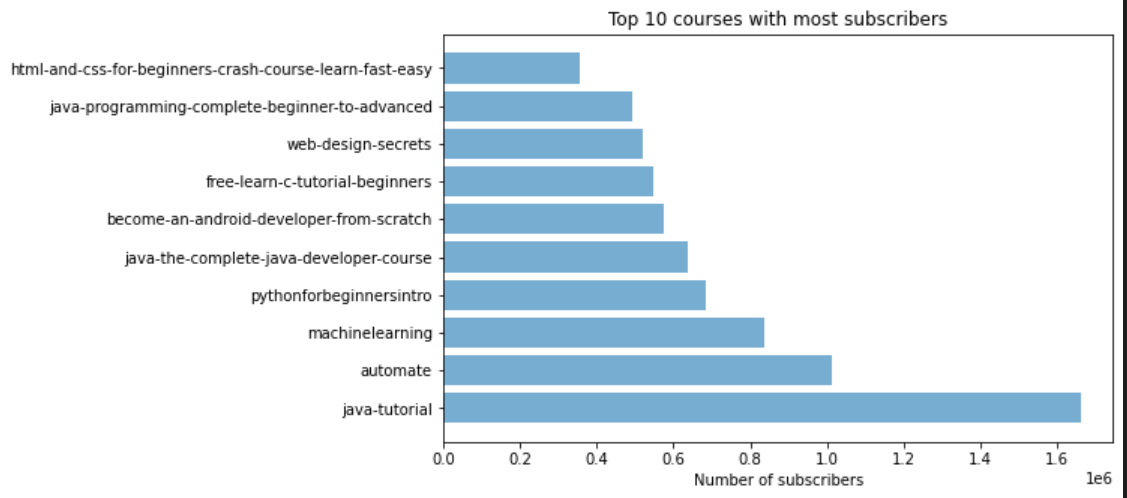 Top 10 courses with most subscribers
html-and-css-for-beginners-crash-course-learn-fast-easy
java-programming-complete-beginner-to-advanced
web-design-secrets
free-learn-c-tutorial-beginners
become-an-android-developer-from-scratch
java-the-complete-java-developer-course
pythonforbeginnersintro
machinelearning
automate
java-tutorial
0.0 0.2 0.4 0.6 0.8 1.0 1.2 1.4 1.6
1e6
Number of subscribers